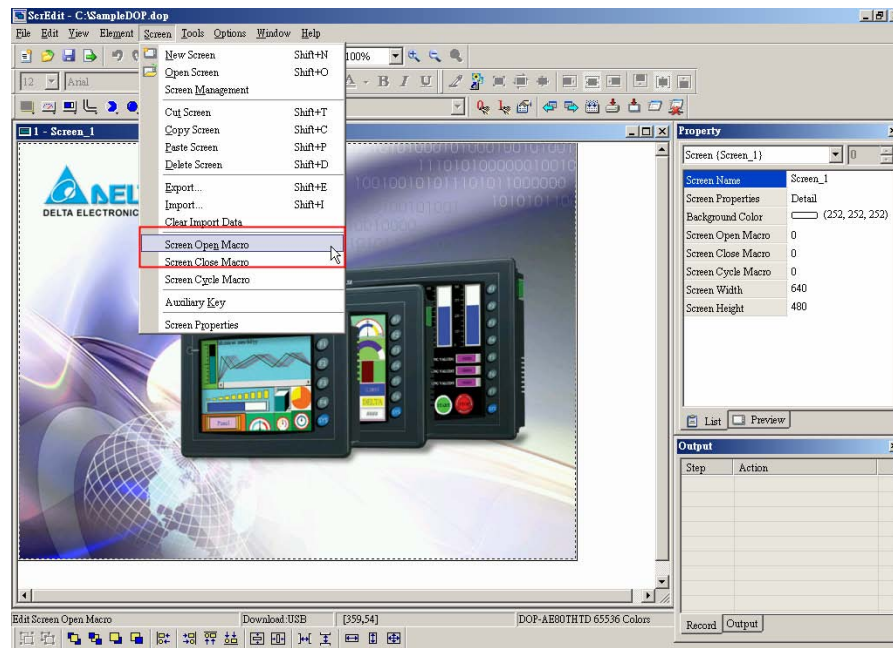 ScrEdit - C:\SampleDOP.dop
File Edit View Element Screen Tools Options Window Help
New Screen Shift+N
Open Screen Shift+O
Screen Management
Cut Screen Shift+T
Copy Screen Shift+C
Paste Screen Shift+P
Delete Screen Shift+D
Export... Shift+E
Import... Shift+I
Clear Import Data
Screen Open Macro
Screen Close Macro
Screen Cycle Macro
Auxiliary Key
Screen Properties
100%
12 Arial
A - B I U
1 - Screen_1
DEL
DELTA ELECTRONIC
Property
Screen {Screen_1} 0
Screen Name Screen_1
Screen Properties Detail
Background Color (252, 252, 252)
Screen Open Macro 0
Screen Close Macro 0
Screen Cycle Macro 0
Screen Width 640
Screen Height 480
List Preview
Output
Step Action
Record Output
Edit Screen Open Macro Download:USB [359,54] DOP-AE80THTD 65536 Colors